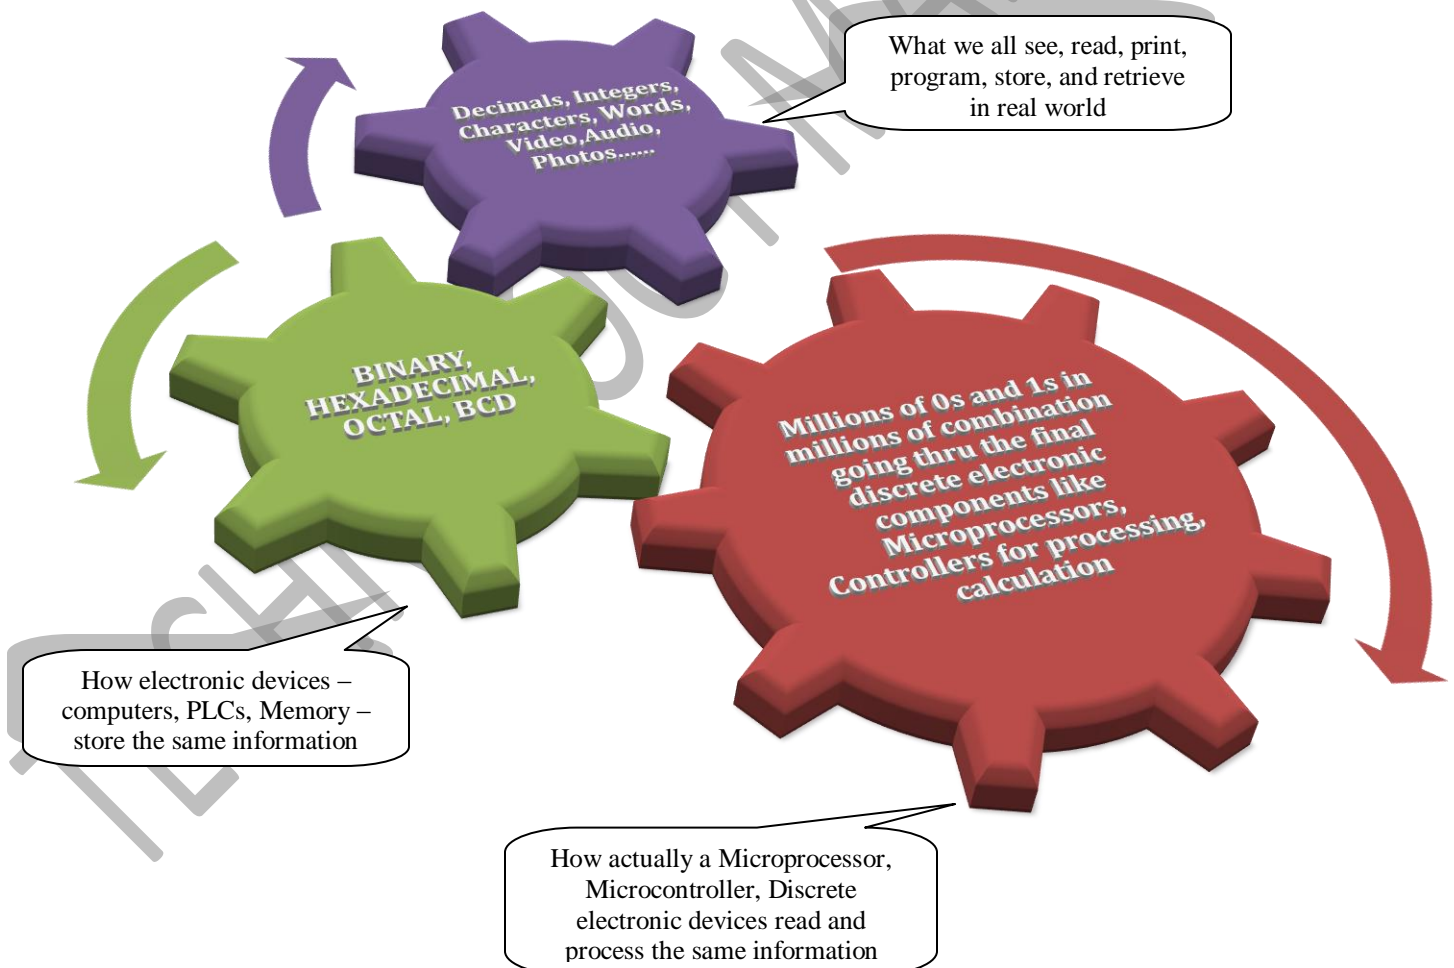 What we all see, read, print,
program, store, and retrieve
in real world
Decimals, Integers,
Characters, Words,
Video,Audio,
Photos......
BINARY,
HEXADECIMAL,
OCTAL, BCD
Millions of 0s and 1s in
millions of combination
going thru the final
discrete electronic
components like
Microprocessors,
Controllers for processing,
calculation
How electronic devices –
computers, PLCs, Memory –
store the same information
How actually a Microprocessor,
Microcontroller, Discrete
electronic devices read and
process the same information